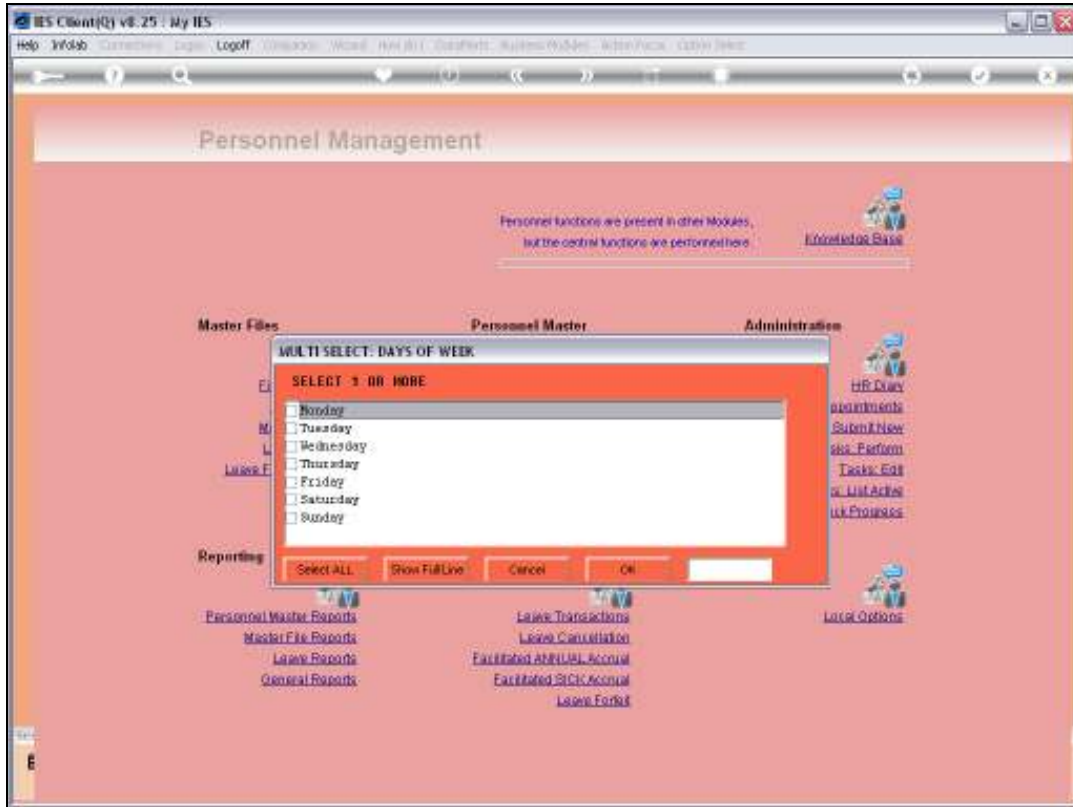 IES Client(Q) v8.25 : My IES
Help Infolab Logoff
Personnel Management
Personnel functions are present in other Modules,
but the central functions are performed here
Knowledge Base
Master Files
Personnel Master
Administration
MULTI SELECT: DAYS OF WEEK
SELECT 1 OR MORE
Monday
Tuesday
Wednesday
Thursday
Friday
Saturday
Sunday
Select ALL Show Full Line Cancel OK
HR Diary
Submit New
Perform
Tasks: Edit
List Active
Progress
Leave F
Reporting
Personnel Master Reports
Master File Reports
Leave Reports
General Reports
Leave Transactions
Leave Cancellation
Facilitated ANNUAL Accrual
Facilitated SICK Accrual
Leave Forfeit
Local Options